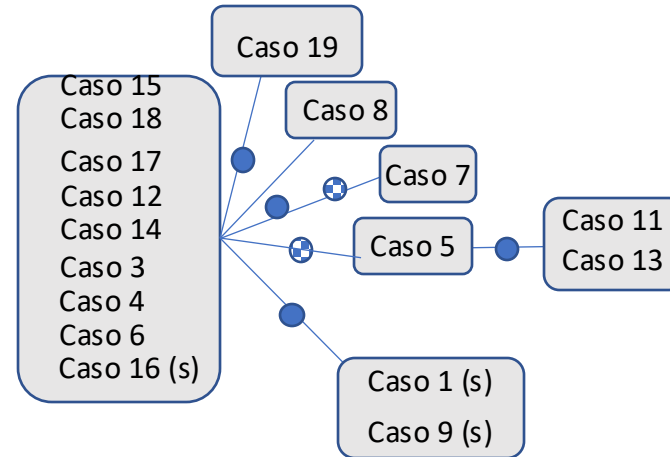 Caso 15
Caso 18
Caso 17
Caso 12
Caso 14
Caso 3
Caso 4
Caso 6
Caso 16 (s)
Caso 19
Caso 8
Caso 7
Caso 5
Caso 11
Caso 13
Caso 1 (s)
Caso 9 (s)